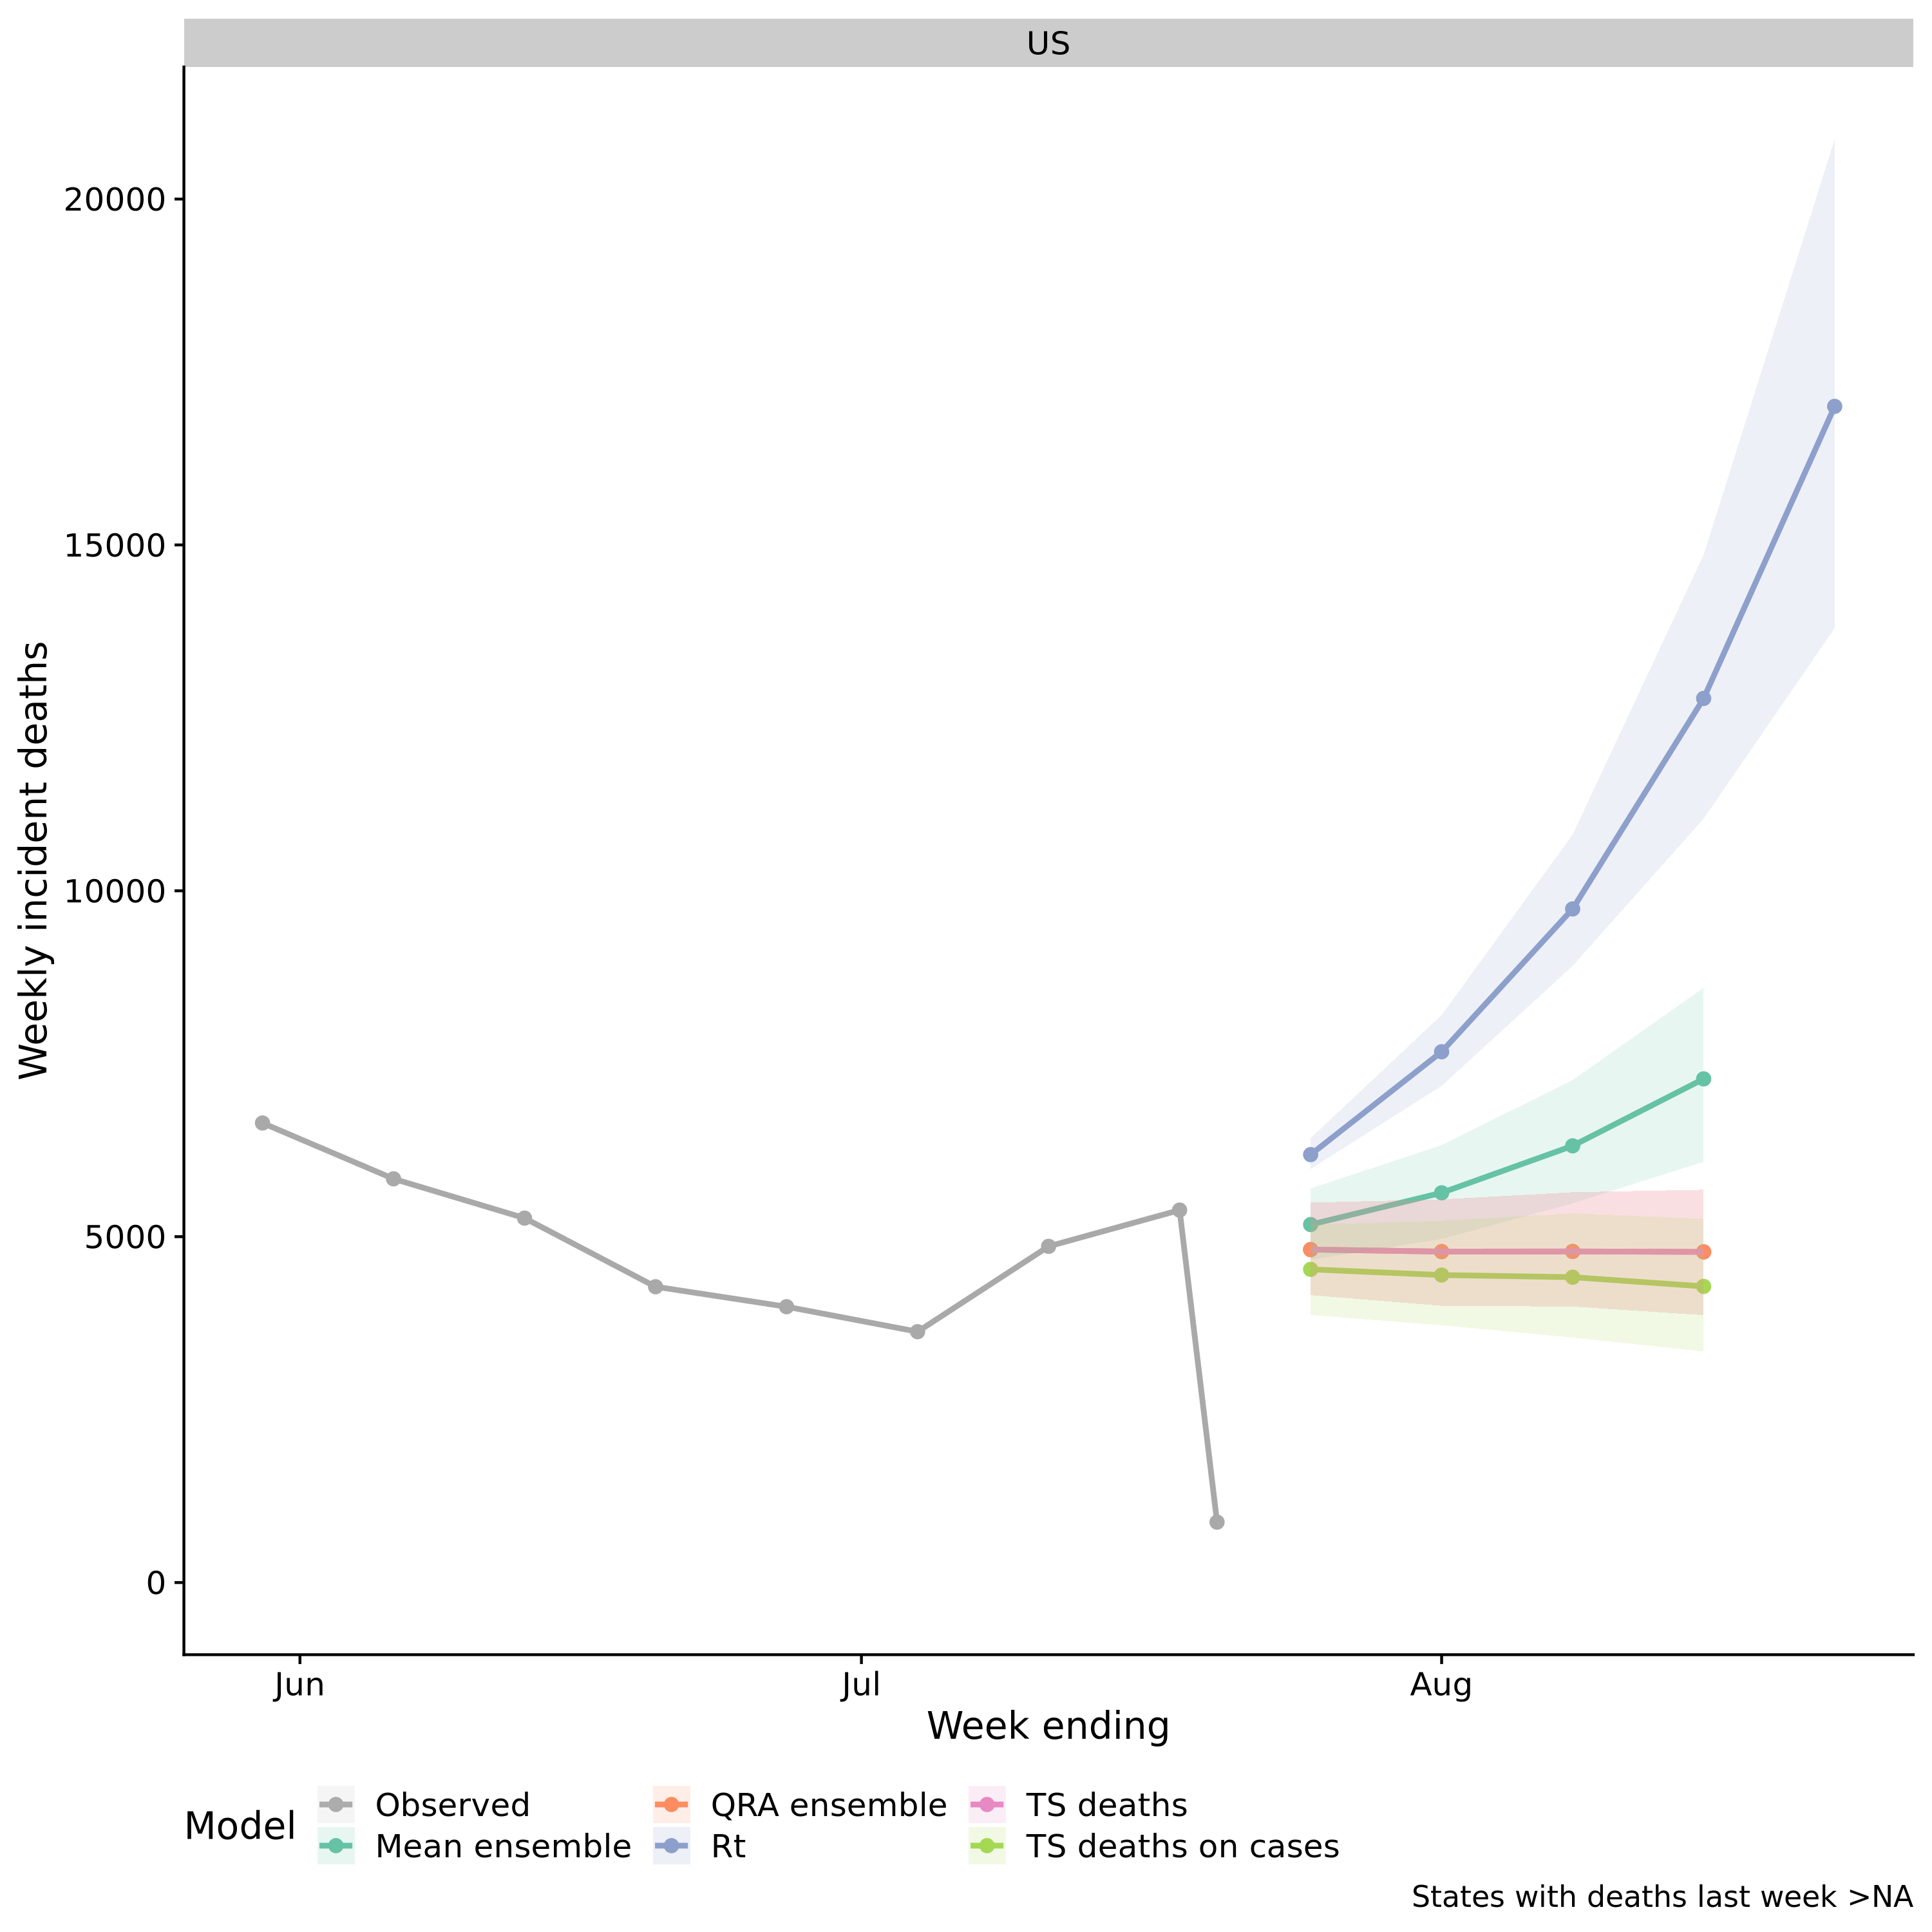 US
20000
15000
10000
5000
0
Weekly incident deaths
Jun Jul Aug
Week ending
Model
Observed QRA ensemble TS deaths
Mean ensemble Rt TS deaths on cases
States with deaths last week >NA